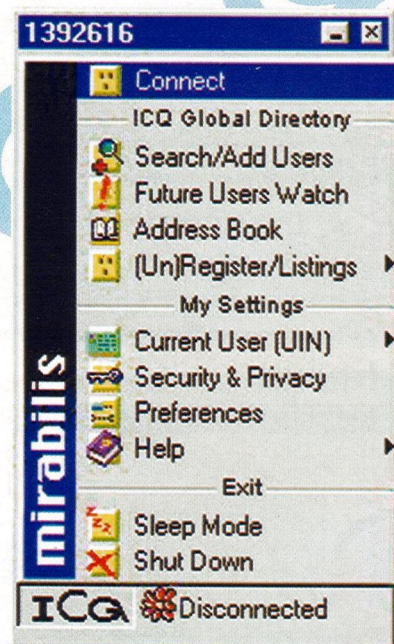 1392616
Connect
ICQ Global Directory
Search/Add Users
Future Users Watch
Address Book
(Un)Register/Listings
My Settings
Current User (UIN)
Security & Privacy
Preferences
Help
Exit
Sleep Mode
Shut Down
mirabilis
ICQ Disconnected